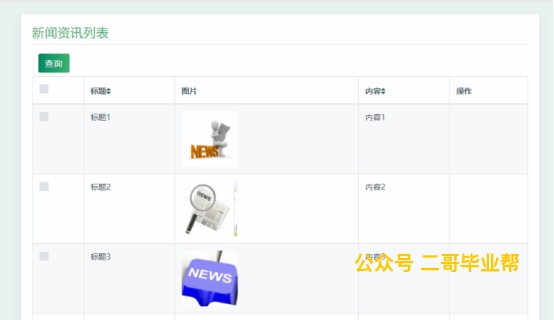 新闻资讯列表
查询
标题 图片 内容 操作
标题1 NEWS 内容1
标题2 NEWS 内容2
标题3 NEWS 内容3
公众号 二哥毕业帮